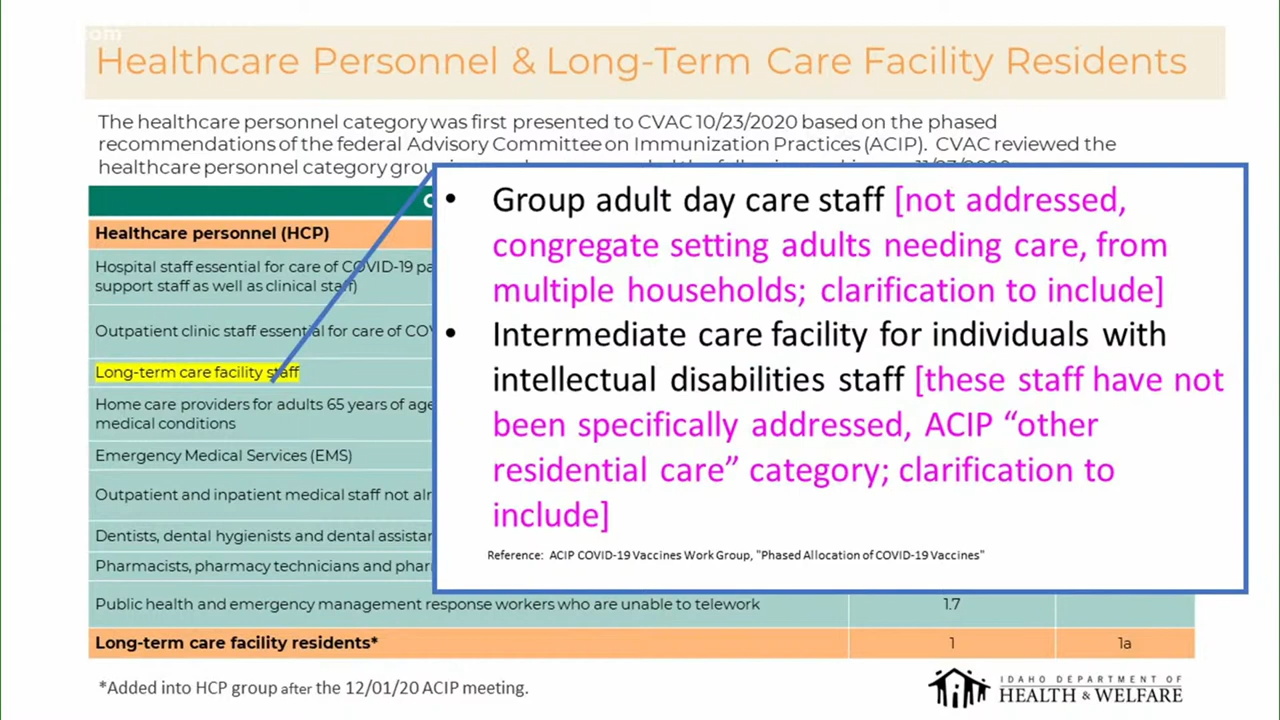 com
Healthcare Personnel & Long-Term Care Facility Residents
The healthcare personnel category was first presented to CVAC 10/23/2020 based on the phased
recommendations of the federal Advisory Committee on Immunization Practices (ACIP). CVAC reviewed the
healthcare personnel category
Healthcare personnel (HCP)
Hospital staff essential for care of COVID-19
support staff as well as clinical staff)
Outpatient clinic staff essential for care of
Long-term care facility staff
Home care providers for adults 65 years of age
medical conditions
Emergency Medical Services (EMS)
Outpatient and inpatient medical staff not
Dentists, dental hygienists and dental
Pharmacists, pharmacy technicians and
Public health and emergency management response workers who are unable to telework 1.7
Long-term care facility residents* 1 1a
• Group adult day care staff [not addressed,
congregate setting adults needing care, from
multiple households; clarification to include]
• Intermediate care facility for individuals with
intellectual disabilities staff [these staff have not
been specifically addressed, ACIP “other
residential care” category; clarification to
include]
Reference: ACIP COVID-19 Vaccines Work Group, "Phased Allocation of COVID-19 Vaccines"
*Added into HCP group after the 12/01/20 ACIP meeting.
IDAHO DEPARTMENT OF
HEALTH & WELFARE